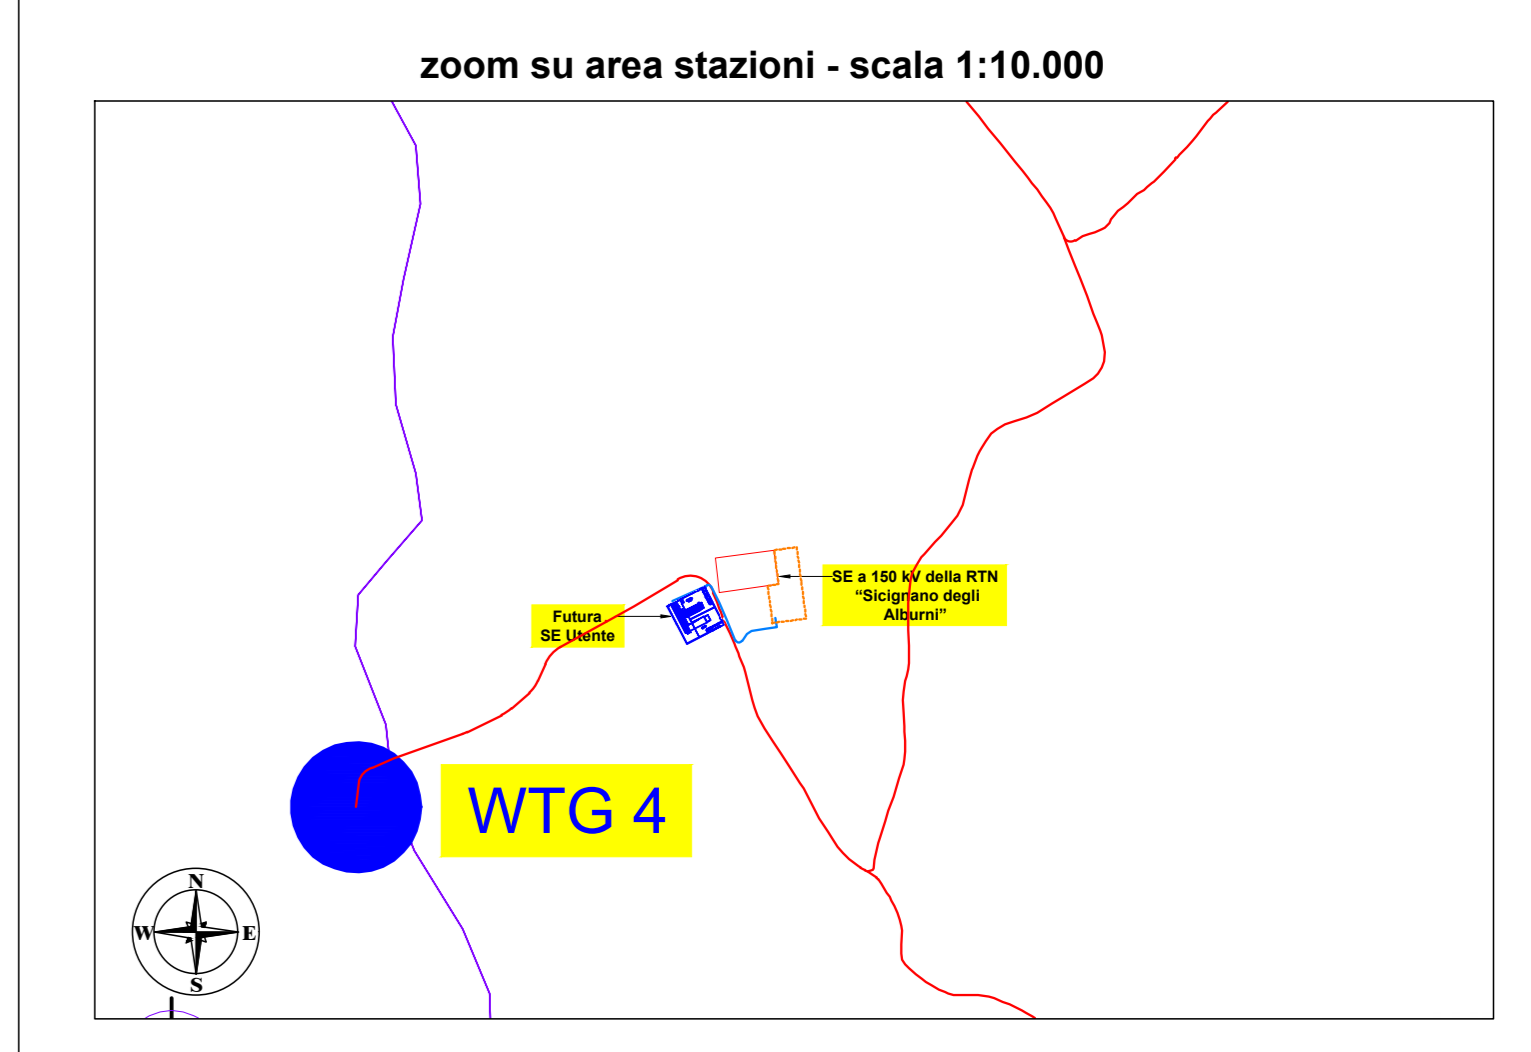 zoom su area stazioni - scala 1:10.000
SE a 150 kV della RTN
“Sicignano degli
Alburni”
Futura
SE Utente
WTG 4
N
W E
S